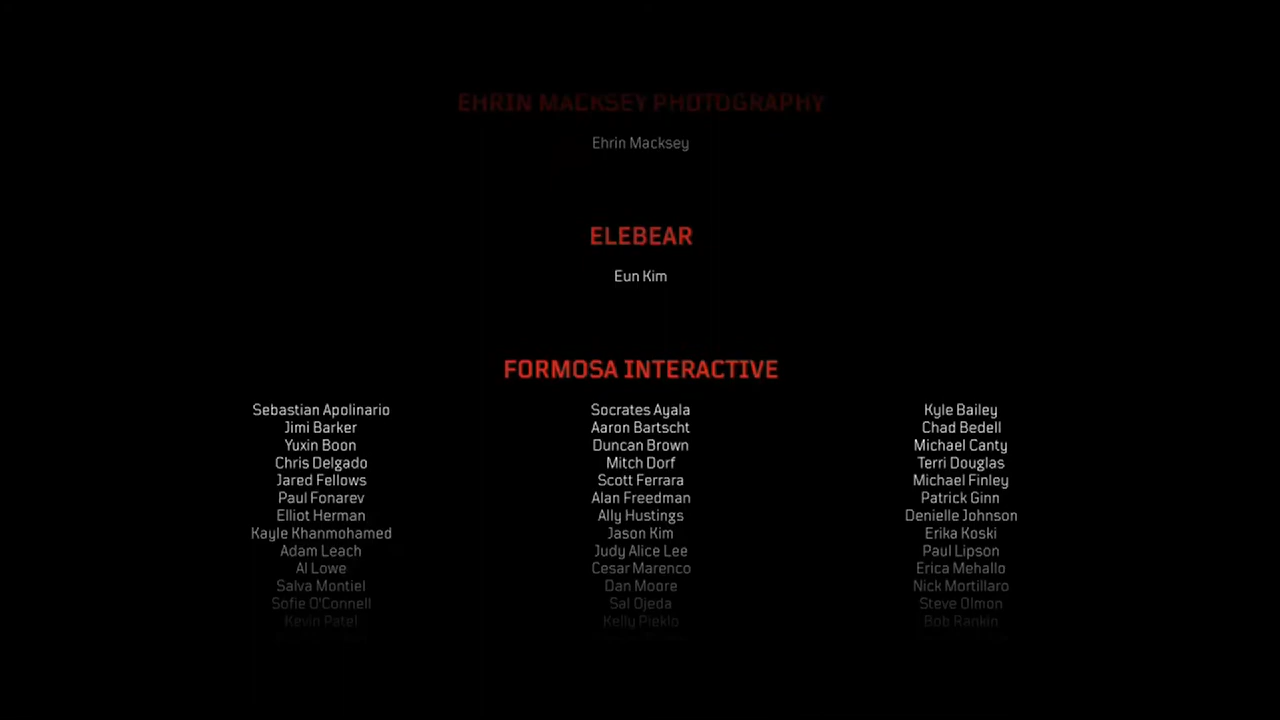 EHRIN MACKSEY PHOTOGRAPHY
Ehrin Macksey
ELEBEAR
Eun Kim
FORMOSA INTERACTIVE
Sebastian Apolinario Socrates Ayala Kyle Bailey
Jimi Barker Aaron Bartscht Chad Bedell
Yuxin Boon Duncan Brown Michael Canty
Chris Delgado Mitch Dorf Terri Douglas
Jared Fellows Scott Ferrara Michael Finley
Paul Fonarev Alan Freedman Patrick Ginn
Elliot Herman Ally Hustings Denielle Johnson
Kayle Khanmohamed Jason Kim Erika Koski
Adam Leach Judy Alice Lee Paul Lipson
Al Lowe Cesar Marenco Erica Mehallo
Salva Montiel Dan Moore Nick Mortillaro
Sofie O'Connell Sal Ojeda Steve Olmon
Kevin Patel Kelly Pieklo Bob Rankin